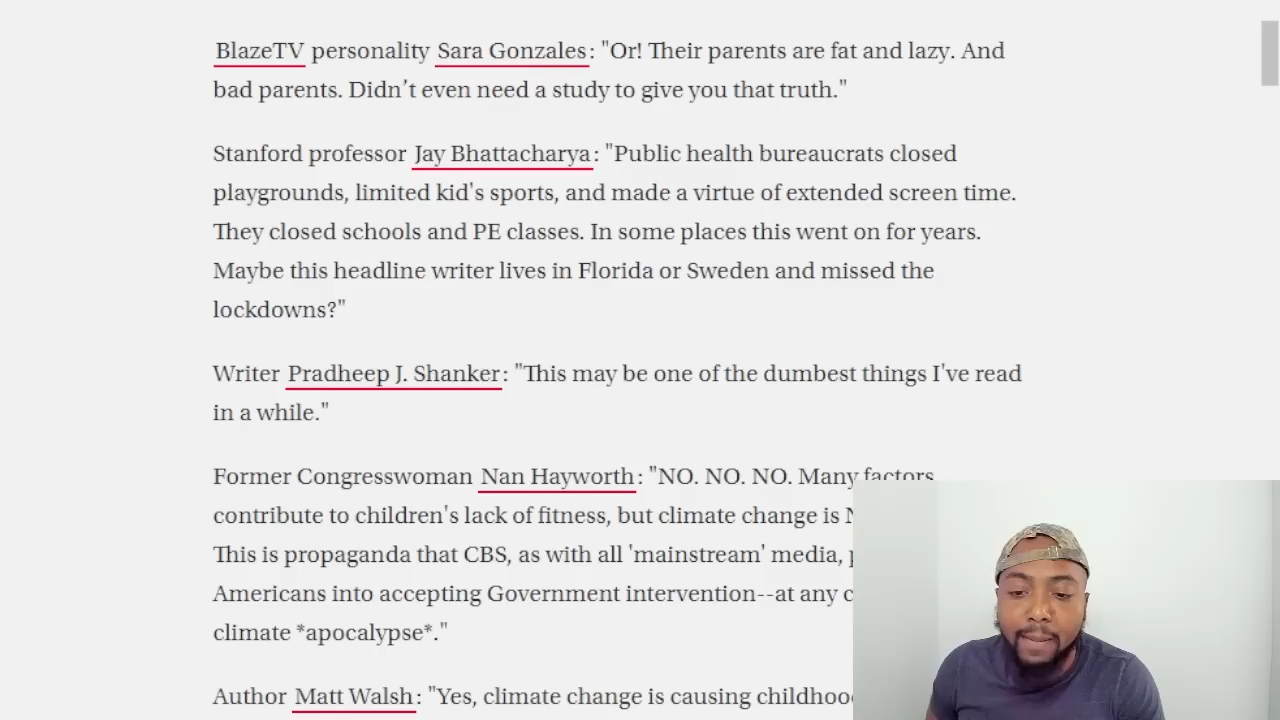 BlazeTV personality Sara Gonzales: "Or! Their parents are fat and lazy. And
bad parents. Didn’t even need a study to give you that truth."
Stanford professor Jay Bhattacharya: "Public health bureaucrats closed
playgrounds, limited kid's sports, and made a virtue of extended screen time.
They closed schools and PE classes. In some places this went on for years.
Maybe this headline writer lives in Florida or Sweden and missed the
lockdowns?"
Writer Pradheep J. Shanker: "This may be one of the dumbest things I've read
in a while."
Former Congresswoman Nan Hayworth: "NO. NO. NO. Many factors
contribute to children's lack of fitness, but climate change is
This is propaganda that CBS, as with all 'mainstream' media,
Americans into accepting Government intervention--at any
climate *apocalypse*."
Author Matt Walsh: "Yes, climate change is causing